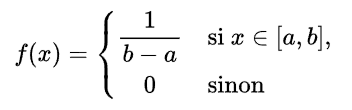 f(x) = { 1/(b − a) si x ∈ [a, b],
0 sinon